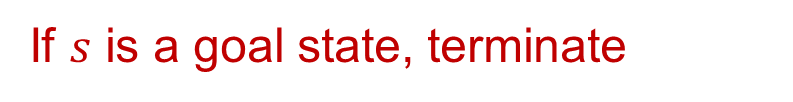 If s is a goal state, terminate